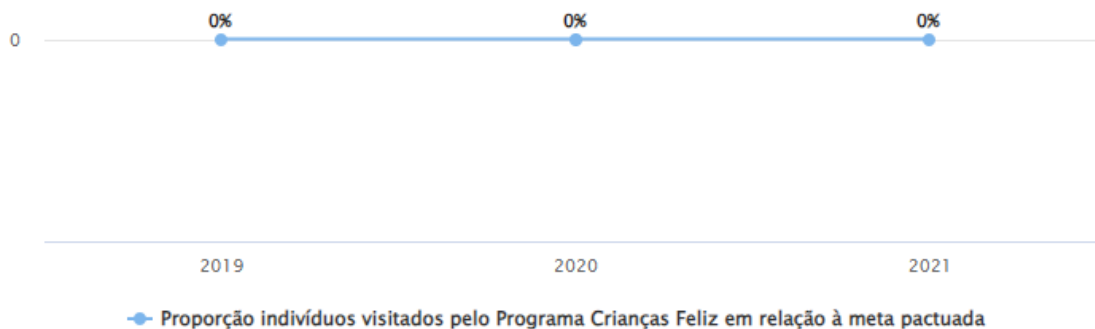 0% 0% 0%
0
2019 2020 2021
Proporção indivíduos visitados pelo Programa Crianças Feliz em relação à meta pactuada